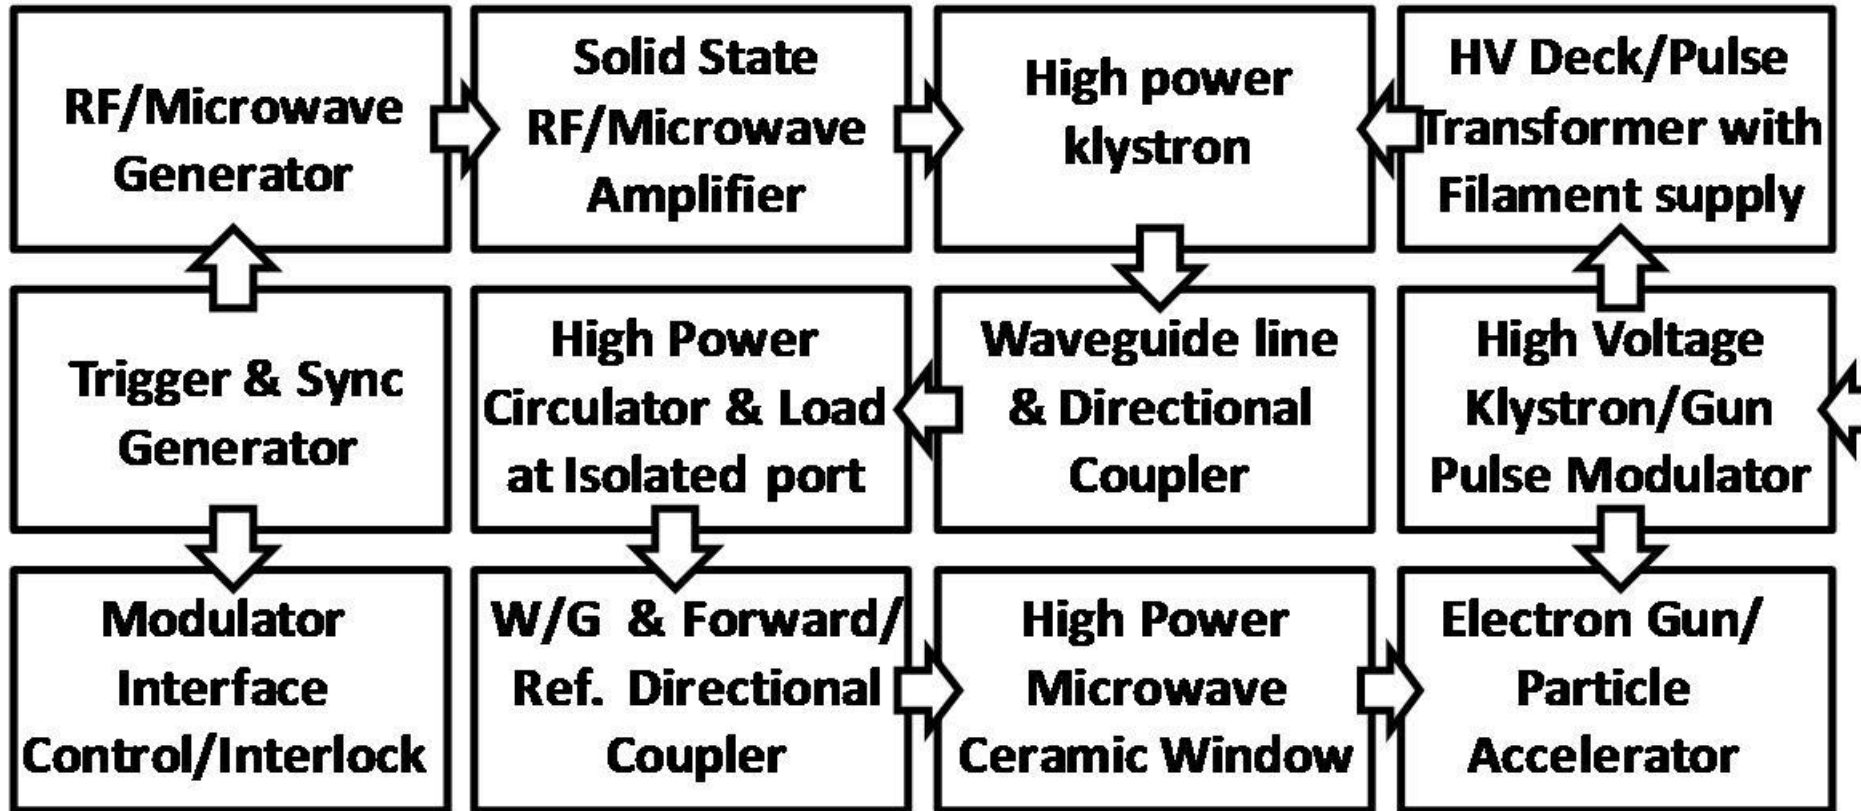 RF/Microwave
Generator
Solid State
RF/Microwave
Amplifier
High power
klystron
HV Deck/Pulse
Transformer with
Filament supply
Trigger & Sync
Generator
High Power
Circulator & Load
at Isolated port
Waveguide line
& Directional
Coupler
High Voltage
Klystron/Gun
Pulse Modulator
Modulator
Interface
Control/Interlock
W/G & Forward/
Ref. Directional
Coupler
High Power
Microwave
Ceramic Window
Electron Gun/
Particle
Accelerator